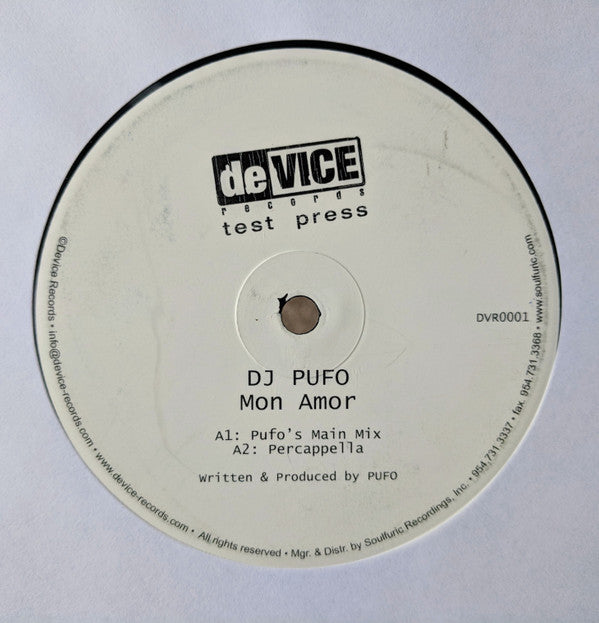 deVICE
records
test press
DVR0001
DJ PUFO
Mon Amor
A1: Pufo's Main Mix
A2: Percappella
Written & Produced by PUFO
©Device Records • info@device-records.com • www.device-records.com • All rights reserved • Mgr. & Distr. by Soulfuric Recordings, Inc. • 954.731.3337 • fax. 954.731.3368 • www.soulfuric.com